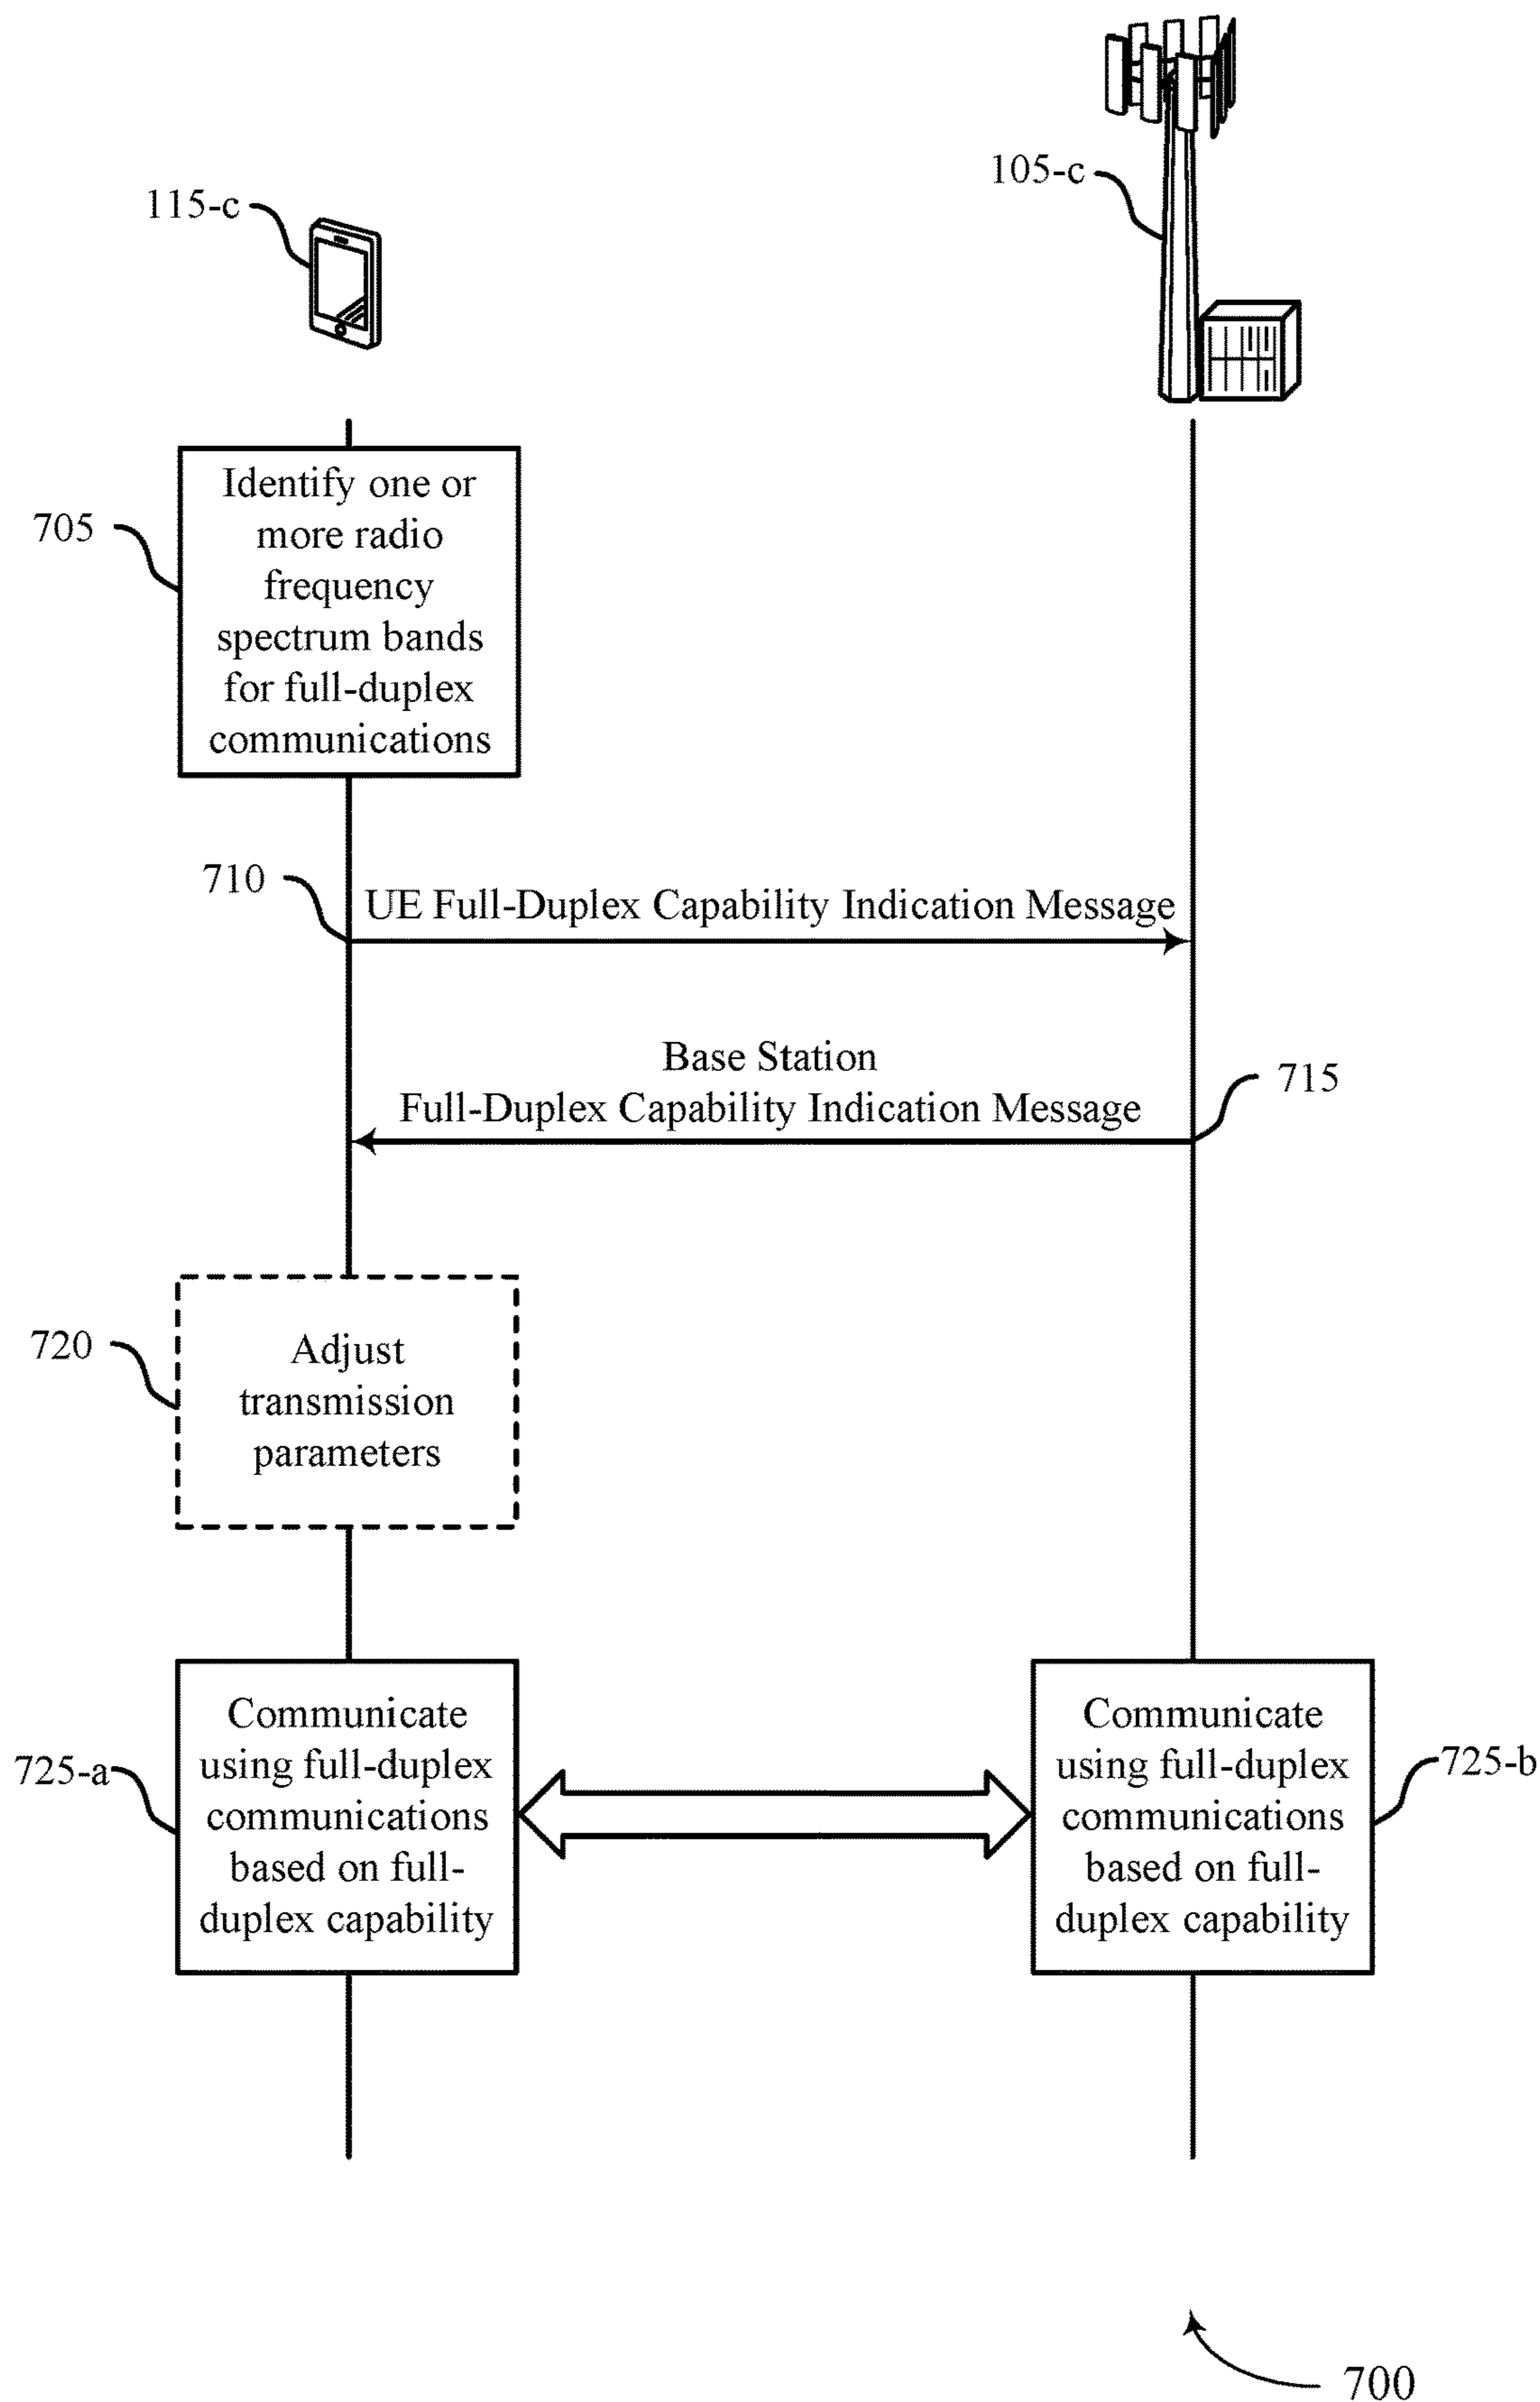 105-c
115-c
Identify one or
more radio
frequency
spectrum bands
for full-duplex
communications
705
710
UE Full-Duplex Capability Indication Message
Base Station
Full-Duplex Capability Indication Message
715
720
Adjust
transmission
parameters
725-a
Communicate
using full-duplex
communications
based on full-
duplex capability
Communicate
using full-duplex
communications
based on full-
duplex capability
725-b
700